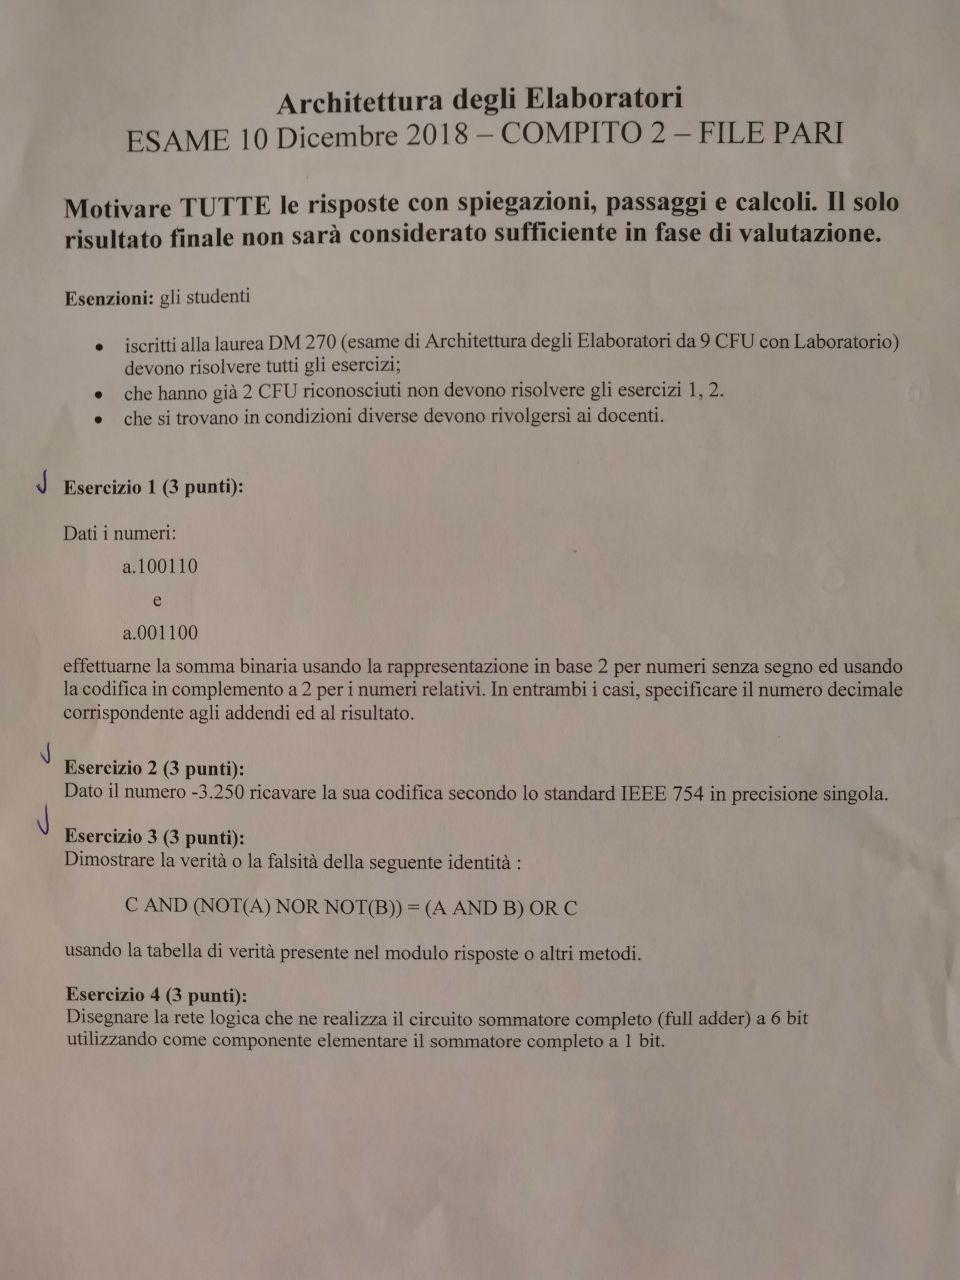 Architettura degli Elaboratori
ESAME 10 Dicembre 2018 – COMPITO 2 – FILE PARI
Motivare TUTTE le risposte con spiegazioni, passaggi e calcoli. Il solo
risultato finale non sarà considerato sufficiente in fase di valutazione.
Esenzioni: gli studenti
• iscritti alla laurea DM 270 (esame di Architettura degli Elaboratori da 9 CFU con Laboratorio)
devono risolvere tutti gli esercizi;
• che hanno già 2 CFU riconosciuti non devono risolvere gli esercizi 1, 2.
• che si trovano in condizioni diverse devono rivolgersi ai docenti.
Esercizio 1 (3 punti):
Dati i numeri:
a.100110
e
a.001100
effettuarne la somma binaria usando la rappresentazione in base 2 per numeri senza segno ed usando
la codifica in complemento a 2 per i numeri relativi. In entrambi i casi, specificare il numero decimale
corrispondente agli addendi ed al risultato.
Esercizio 2 (3 punti):
Dato il numero -3.250 ricavare la sua codifica secondo lo standard IEEE 754 in precisione singola.
Esercizio 3 (3 punti):
Dimostrare la verità o la falsità della seguente identità :
C AND (NOT(A) NOR NOT(B)) = (A AND B) OR C
usando la tabella di verità presente nel modulo risposte o altri metodi.
Esercizio 4 (3 punti):
Disegnare la rete logica che ne realizza il circuito sommatore completo (full adder) a 6 bit
utilizzando come componente elementare il sommatore completo a 1 bit.